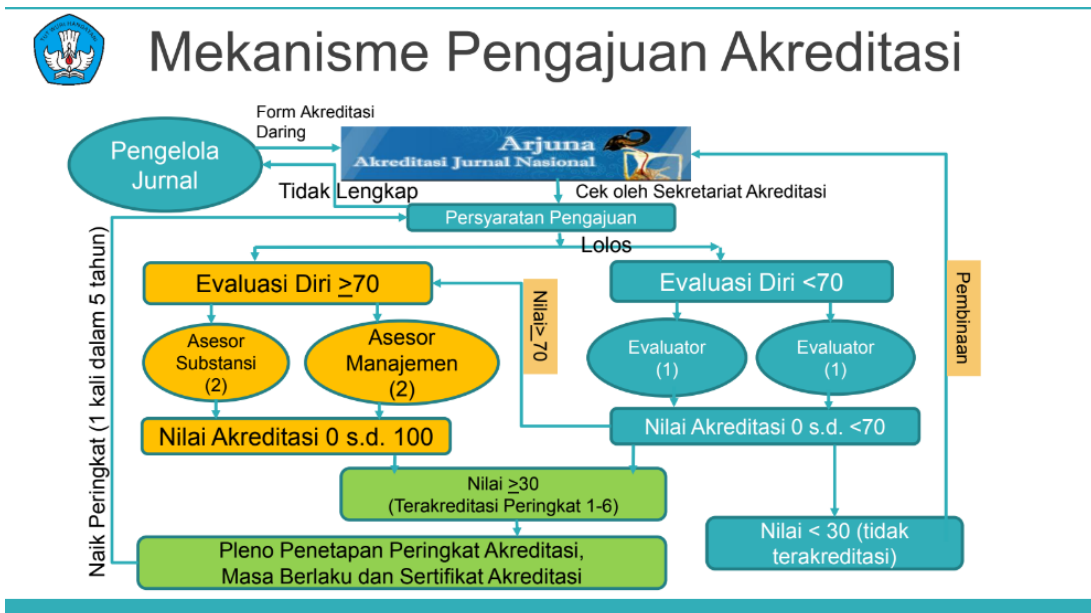 TUT WURI HANDAYANI
Mekanisme Pengajuan Akreditasi
Form Akreditasi
Daring
Pengelola
Jurnal
Arjuna
Akreditasi Jurnal Nasional
Tidak Lengkap
Cek oleh Sekretariat Akreditasi
Persyaratan Pengajuan
Lolos
Evaluasi Diri ≥70
Evaluasi Diri <70
Asesor
Substansi
(2)
Asesor
Manajemen
(2)
Nilai≥ 70
Evaluator
(1)
Evaluator
(1)
Pembinaan
Nilai Akreditasi 0 s.d. 100
Nilai Akreditasi 0 s.d. <70
Nilai ≥30
(Terakreditasi Peringkat 1-6)
Nilai < 30 (tidak
terakreditasi)
Pleno Penetapan Peringkat Akreditasi,
Masa Berlaku dan Sertifikat Akreditasi
Naik Peringkat (1 kali dalam 5 tahun)